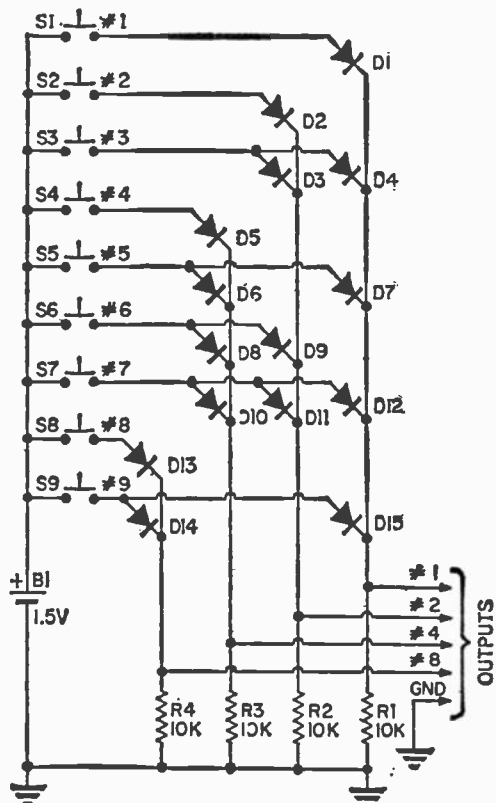 S1 #1
D1
S2 #2
D2
S3 #3
D3 D4
S4 #4
D5
S5 #5
D6 D7
S6 #6
D8 D9
S7 #7
D10 D11 D12
S8 #8
D13
S9 #9
D14 D15
+ B1
1.5V
#1
#2
#4
#8
GND
OUTPUTS
R4 R3 R2 R1
10K 10K 10K 10K